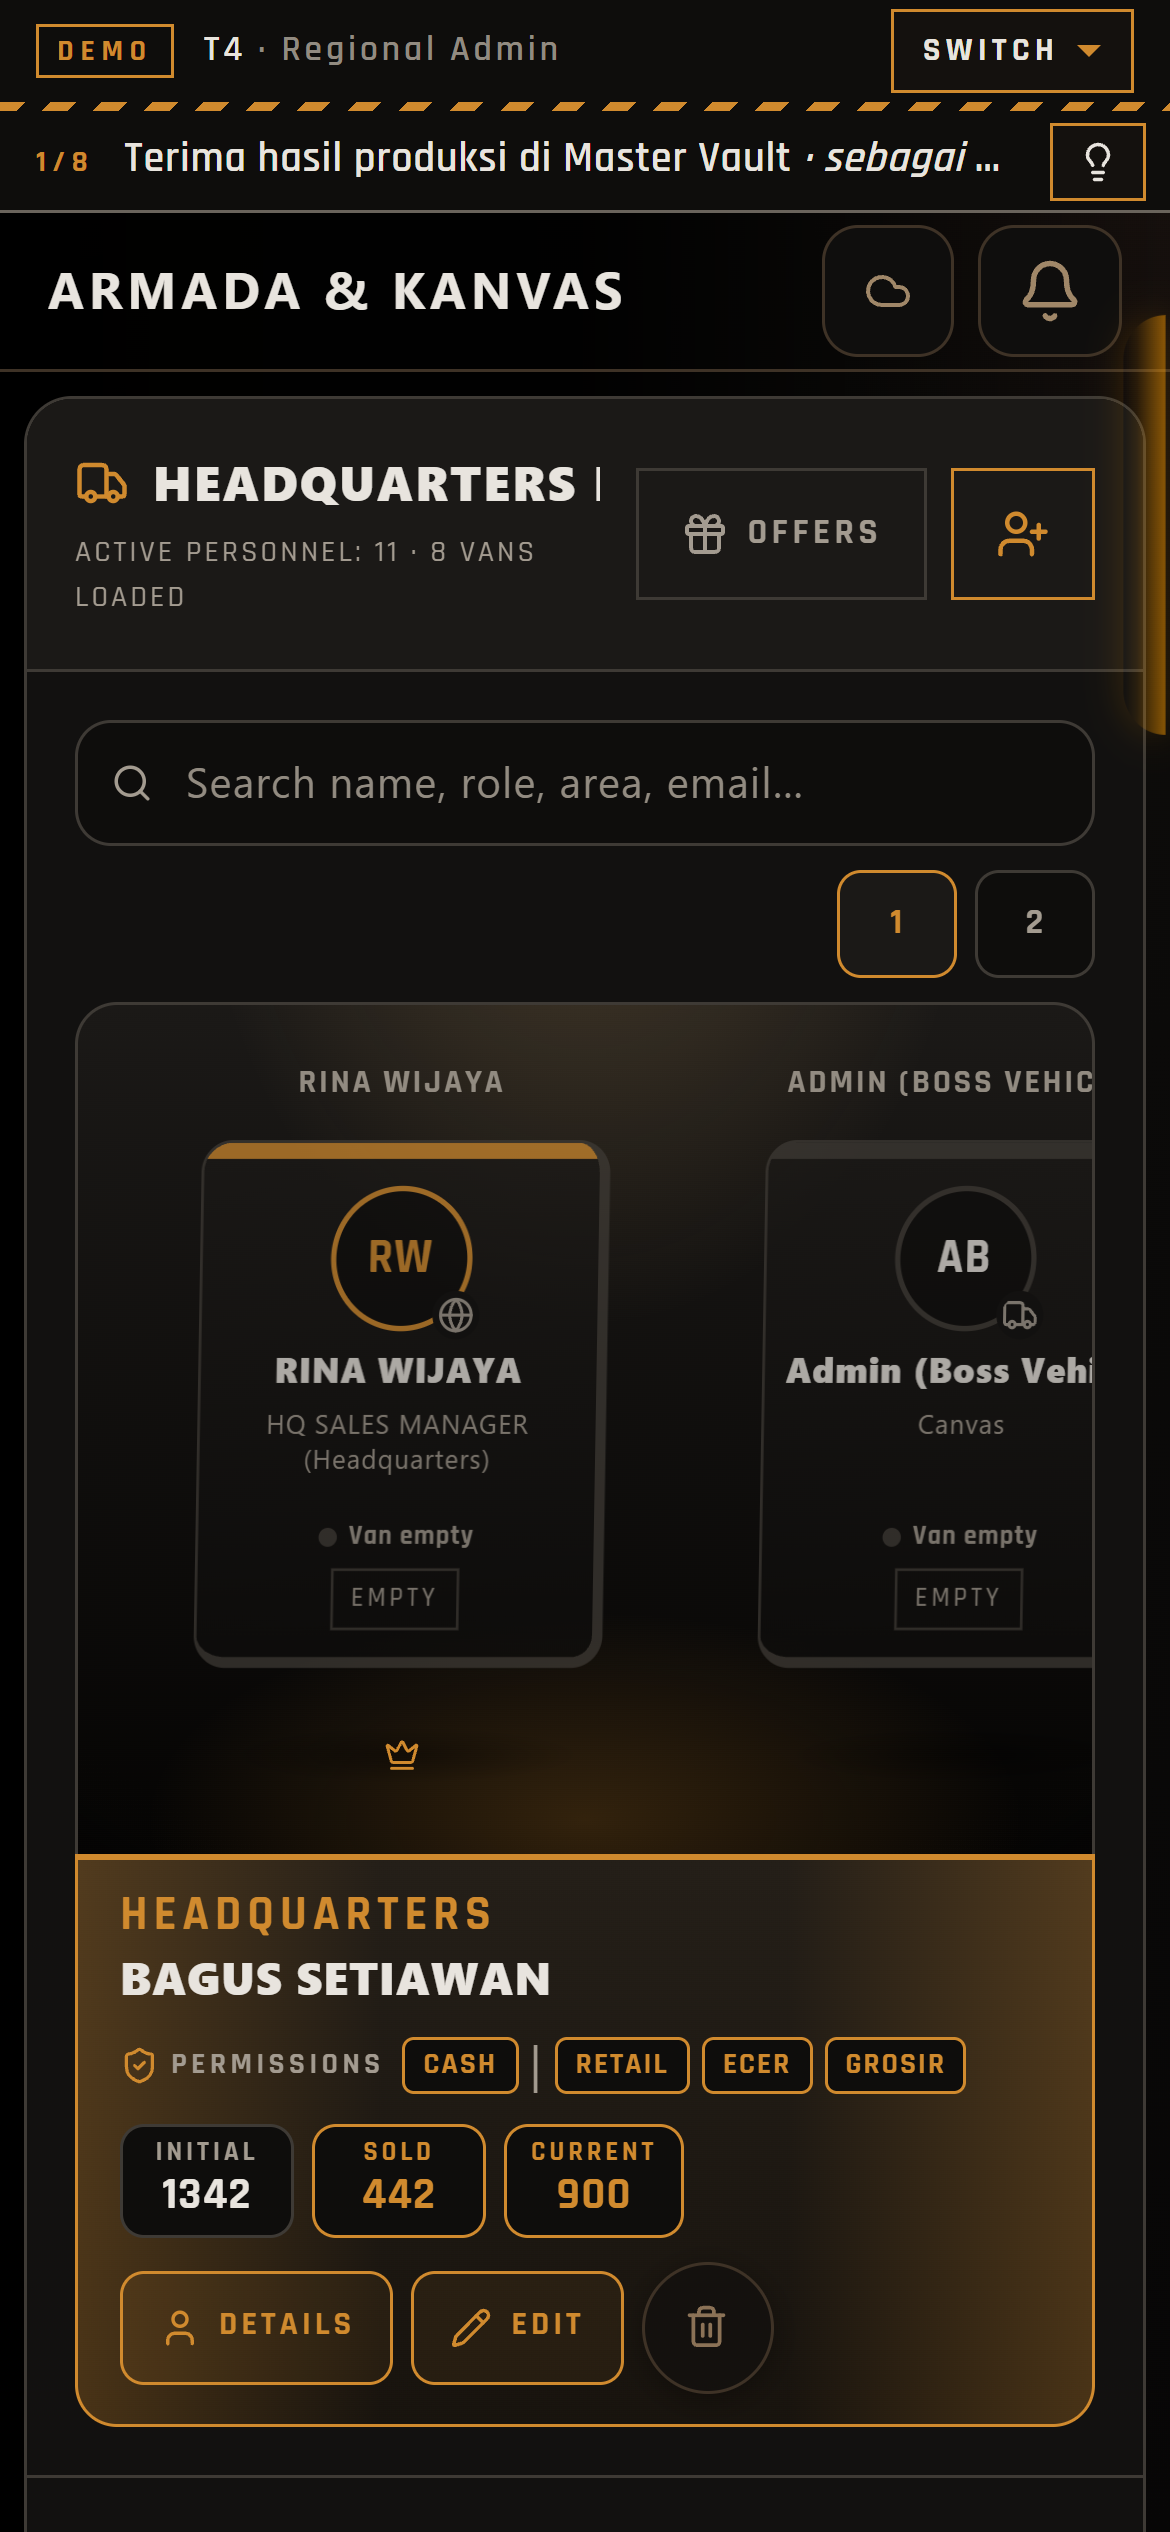 DEMO T4 · Regional Admin SWITCH
1/8 Terima hasil produksi di Master Vault · sebagai ...
ARMADA & KANVAS
HEADQUARTERS |
ACTIVE PERSONNEL: 11 · 8 VANS
LOADED
OFFERS
Search name, role, area, email...
1 2
RINA WIJAYA
RW
RINA WIJAYA
HQ SALES MANAGER
(Headquarters)
Van empty
EMPTY
ADMIN (BOSS VEHIC
AB
Admin (Boss Vehi
Canvas
Van empty
EMPTY
HEADQUARTERS
BAGUS SETIAWAN
PERMISSIONS CASH | RETAIL ECER GROSIR
INITIAL SOLD CURRENT
1342 442 900
DETAILS EDIT